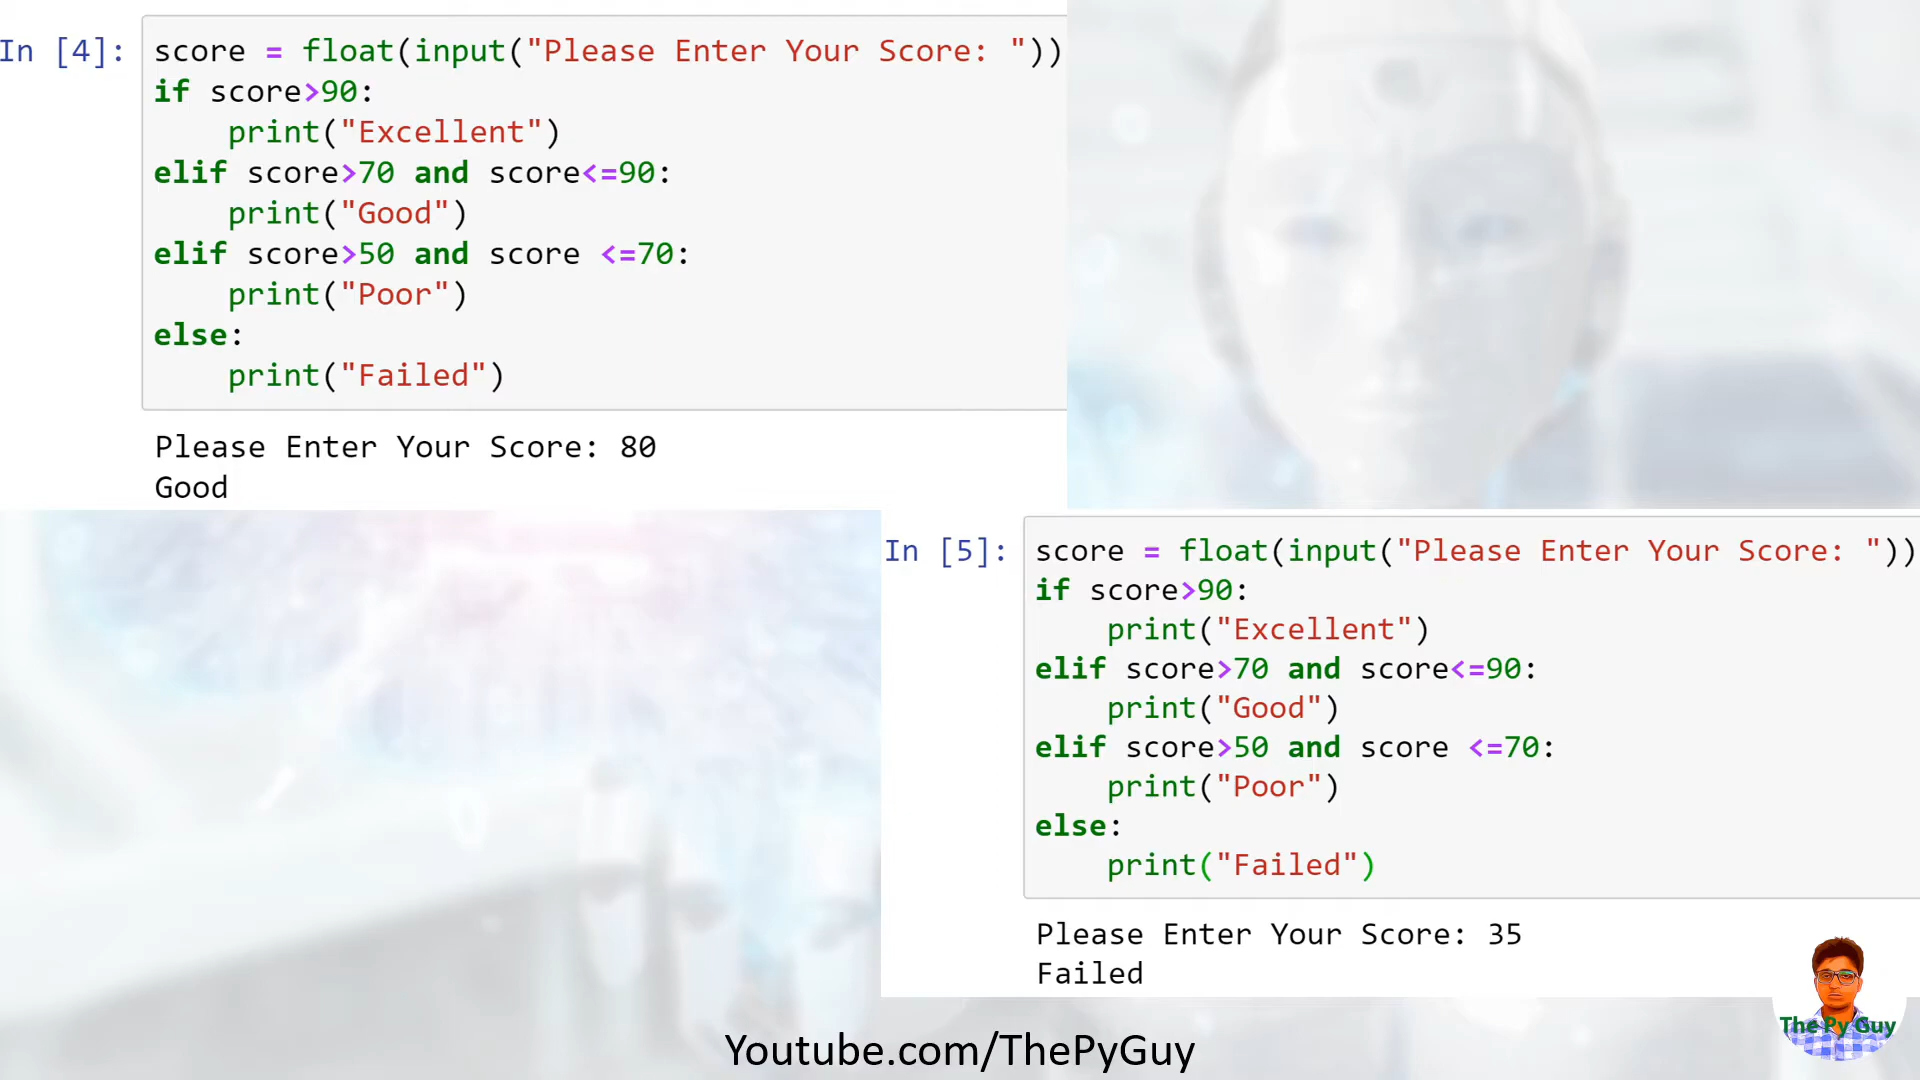 In [4]: score = float(input("Please Enter Your Score: "))
if score>90:
    print("Excellent")
elif score>70 and score<=90:
    print("Good")
elif score>50 and score <=70:
    print("Poor")
else:
    print("Failed")
Please Enter Your Score: 80
Good
In [5]: score = float(input("Please Enter Your Score: "))
if score>90:
    print("Excellent")
elif score>70 and score<=90:
    print("Good")
elif score>50 and score <=70:
    print("Poor")
else:
    print("Failed")
Please Enter Your Score: 35
Failed
The Py Guy
Youtube.com/ThePyGuy